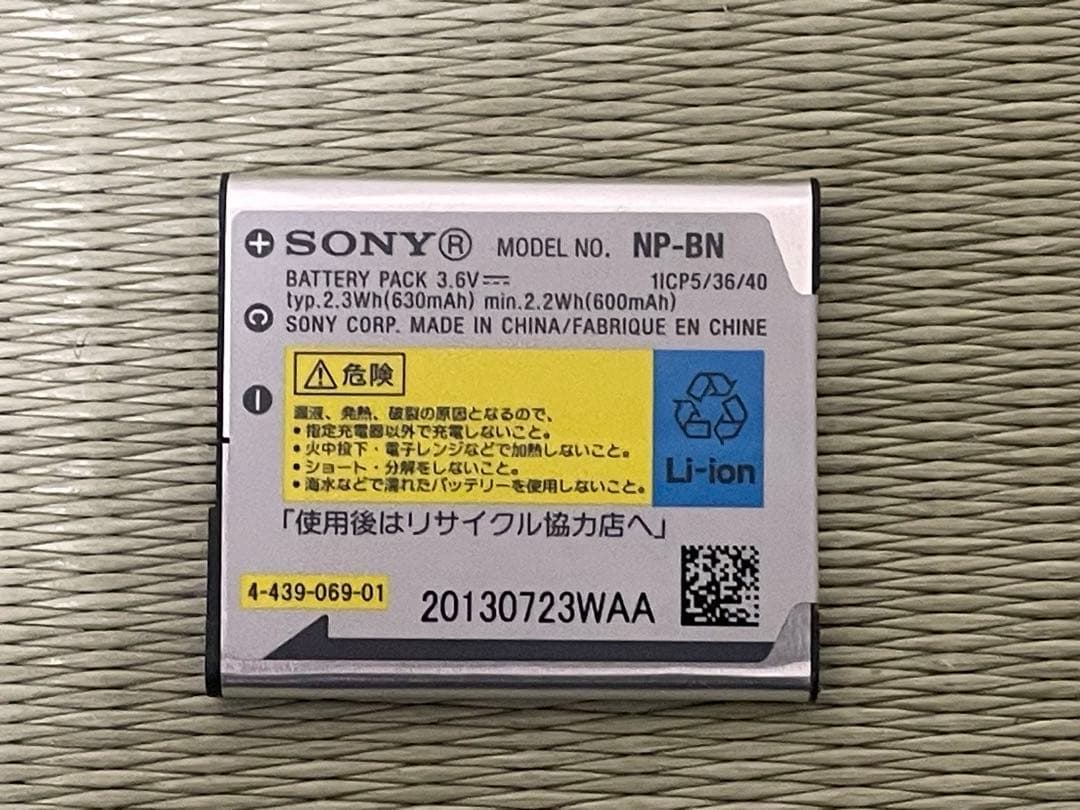 + SONY® MODEL NO. NP-BN
BATTERY PACK 3.6V⎓ 1ICP5/36/40
typ.2.3Wh(630mAh) min.2.2Wh(600mAh)
C
SONY CORP. MADE IN CHINA/FABRIQUE EN CHINE
⚠危険
−
漏液、発熱、破裂の原因となるので、
•指定充電器以外で充電しないこと。
•火中投下・電子レンジなどで加熱しないこと。
•ショート・分解をしないこと。
•海水などで濡れたバッテリーを使用しないこと。
Li-ion
「使用後はリサイクル協力店へ」
4-439-069-01
20130723WAA